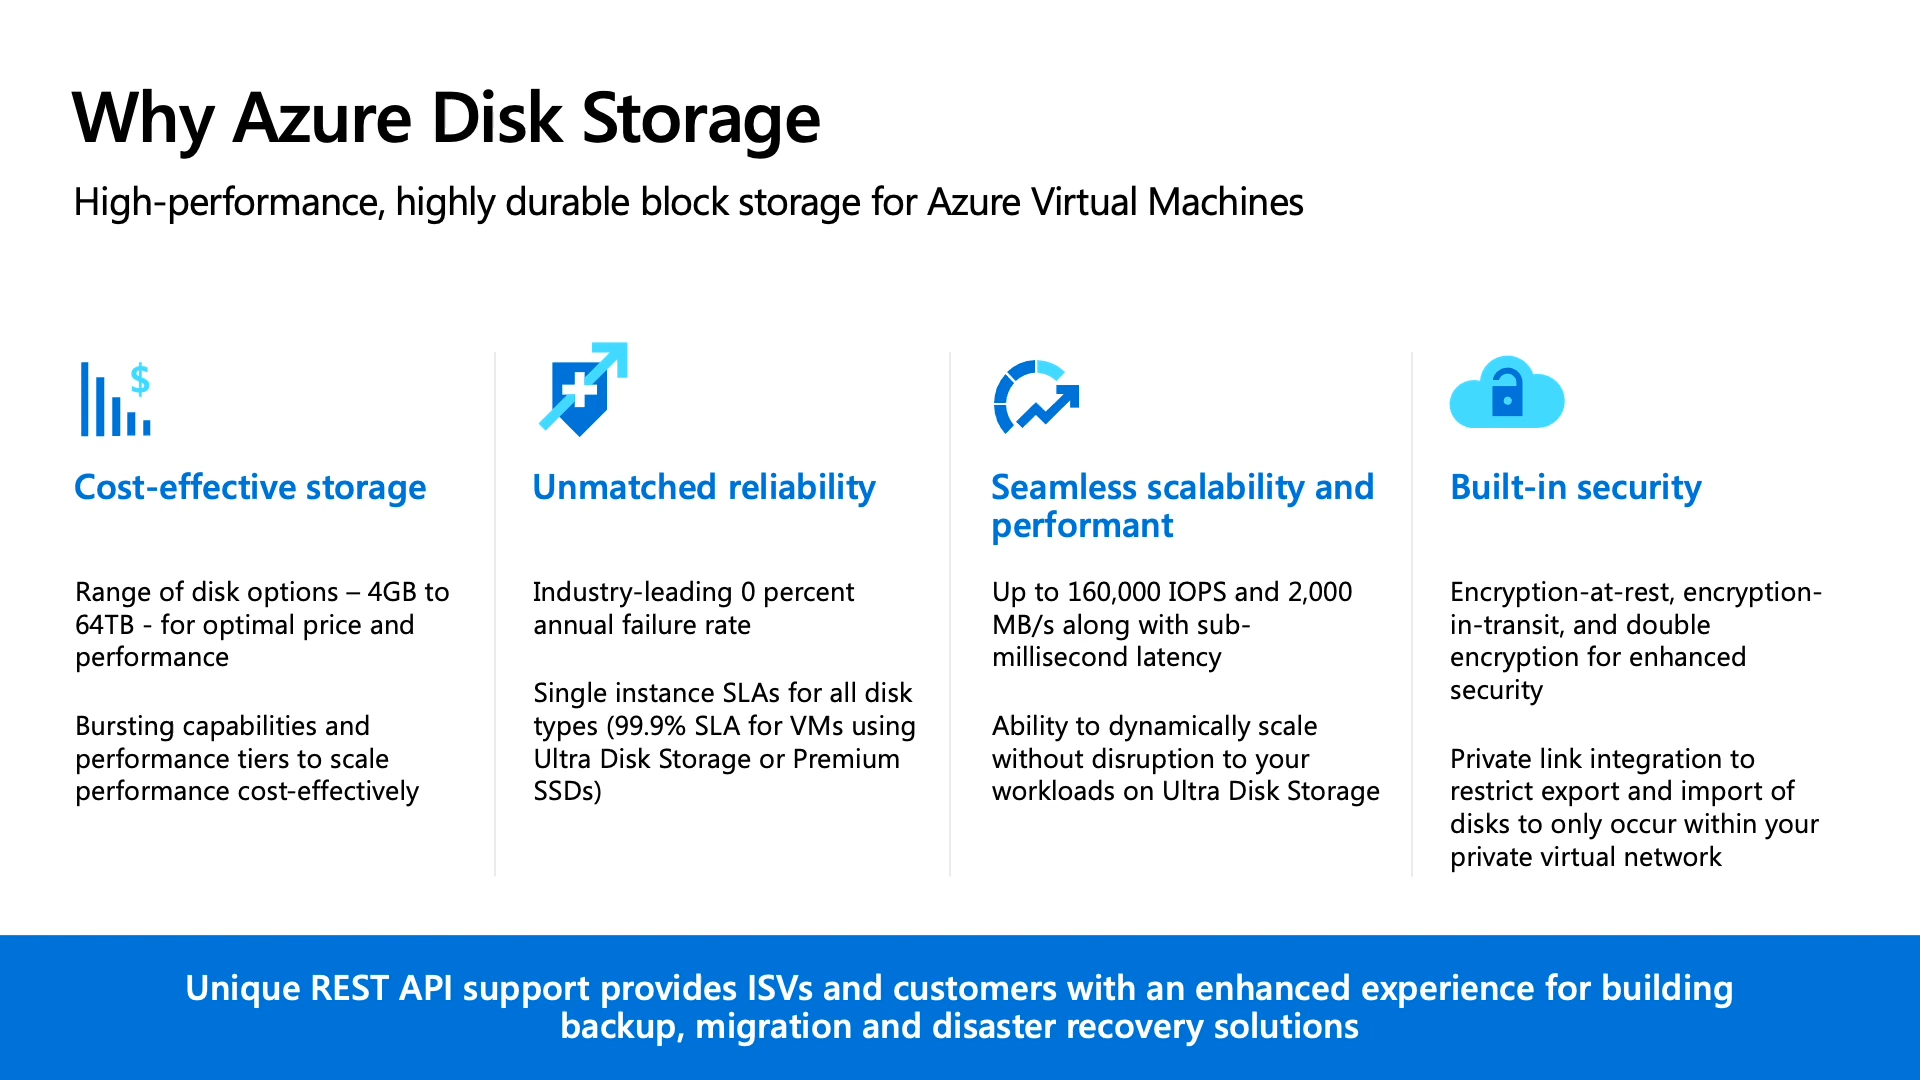 Why Azure Disk Storage
High-performance, highly durable block storage for Azure Virtual Machines
$
Cost-effective storage
Range of disk options – 4GB to
64TB - for optimal price and
performance
Bursting capabilities and
performance tiers to scale
performance cost-effectively
Unmatched reliability
Industry-leading 0 percent
annual failure rate
Single instance SLAs for all disk
types (99.9% SLA for VMs using
Ultra Disk Storage or Premium
SSDs)
Seamless scalability and
performant
Up to 160,000 IOPS and 2,000
MB/s along with sub-
millisecond latency
Ability to dynamically scale
without disruption to your
workloads on Ultra Disk Storage
Built-in security
Encryption-at-rest, encryption-
in-transit, and double
encryption for enhanced
security
Private link integration to
restrict export and import of
disks to only occur within your
private virtual network
Unique REST API support provides ISVs and customers with an enhanced experience for building
backup, migration and disaster recovery solutions